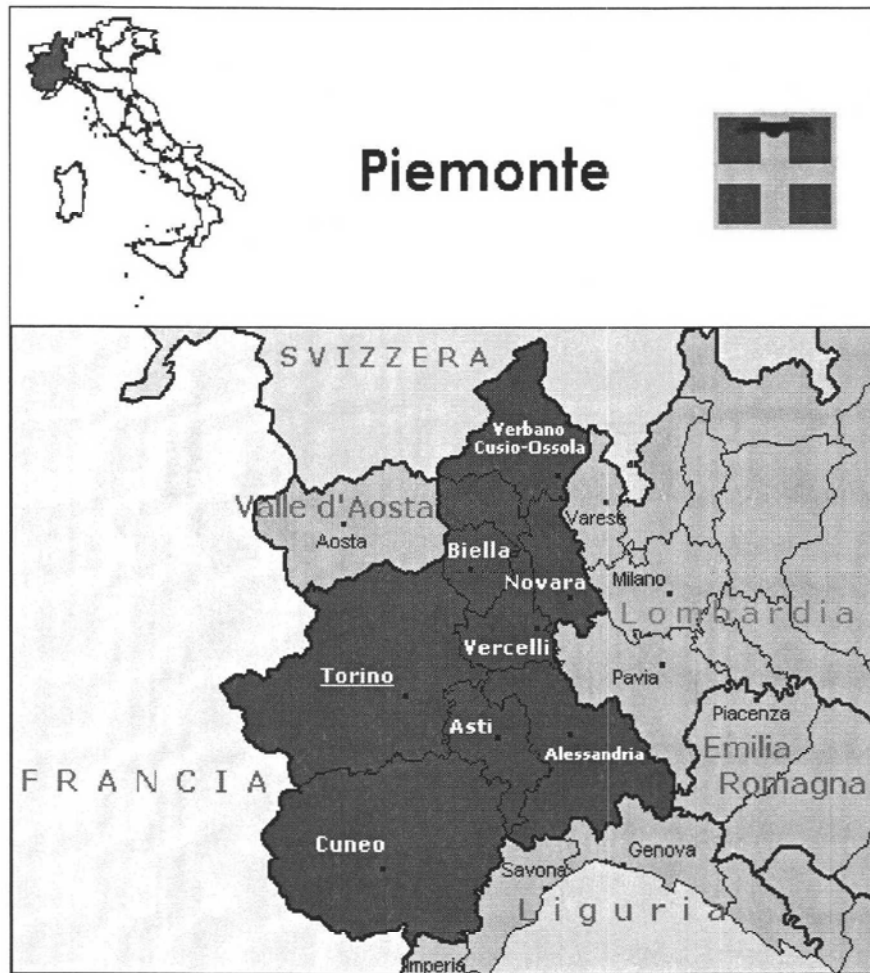 Piemonte
SVIZZERA
Verbano
Cusio-Ossola
Valle d'Aosta
Aosta
Varese
Biella
Novara
Milano
Lombardia
Vercelli
Torino
Pavia
Asti
Piacenza
Alessandria
Emilia
Romagna
FRANCIA
Cuneo
Genova
Savona
Liguria
Imperia